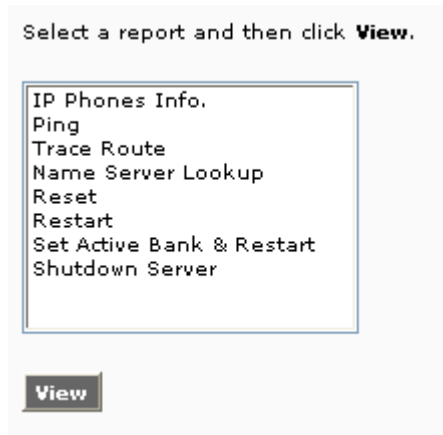 Select a report and then click View.
IP Phones Info.
Ping
Trace Route
Name Server Lookup
Reset
Restart
Set Active Bank & Restart
Shutdown Server
View